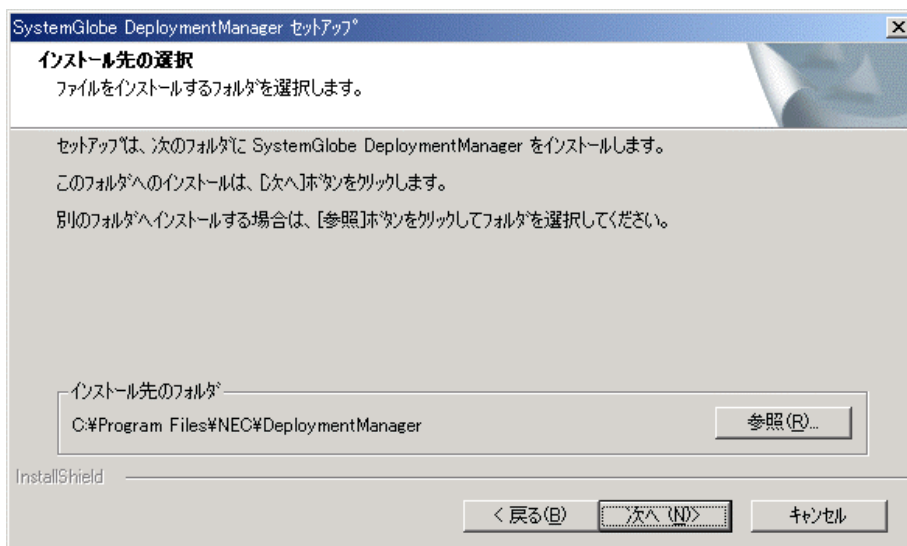 SystemGlobe DeploymentManager ｾｯﾄｱｯﾌﾟ
ｲﾝｽﾄｰﾙ先の選択
ﾌｧｲﾙをｲﾝｽﾄｰﾙするﾌｫﾙﾀﾞを選択します。
ｾｯﾄｱｯﾌﾟは、次のﾌｫﾙﾀﾞに SystemGlobe DeploymentManager をｲﾝｽﾄｰﾙします。
このﾌｫﾙﾀﾞへのｲﾝｽﾄｰﾙは、[次へ]ﾎﾞﾀﾝをｸﾘｯｸします。
別のﾌｫﾙﾀﾞへｲﾝｽﾄｰﾙする場合は、[参照]ﾎﾞﾀﾝをｸﾘｯｸしてﾌｫﾙﾀﾞを選択してください。
ｲﾝｽﾄｰﾙ先のﾌｫﾙﾀﾞ
C:¥Program Files¥NEC¥DeploymentManager
参照(R)...
InstallShield
< 戻る(B)
次へ(N)>
ｷｬﾝｾﾙ